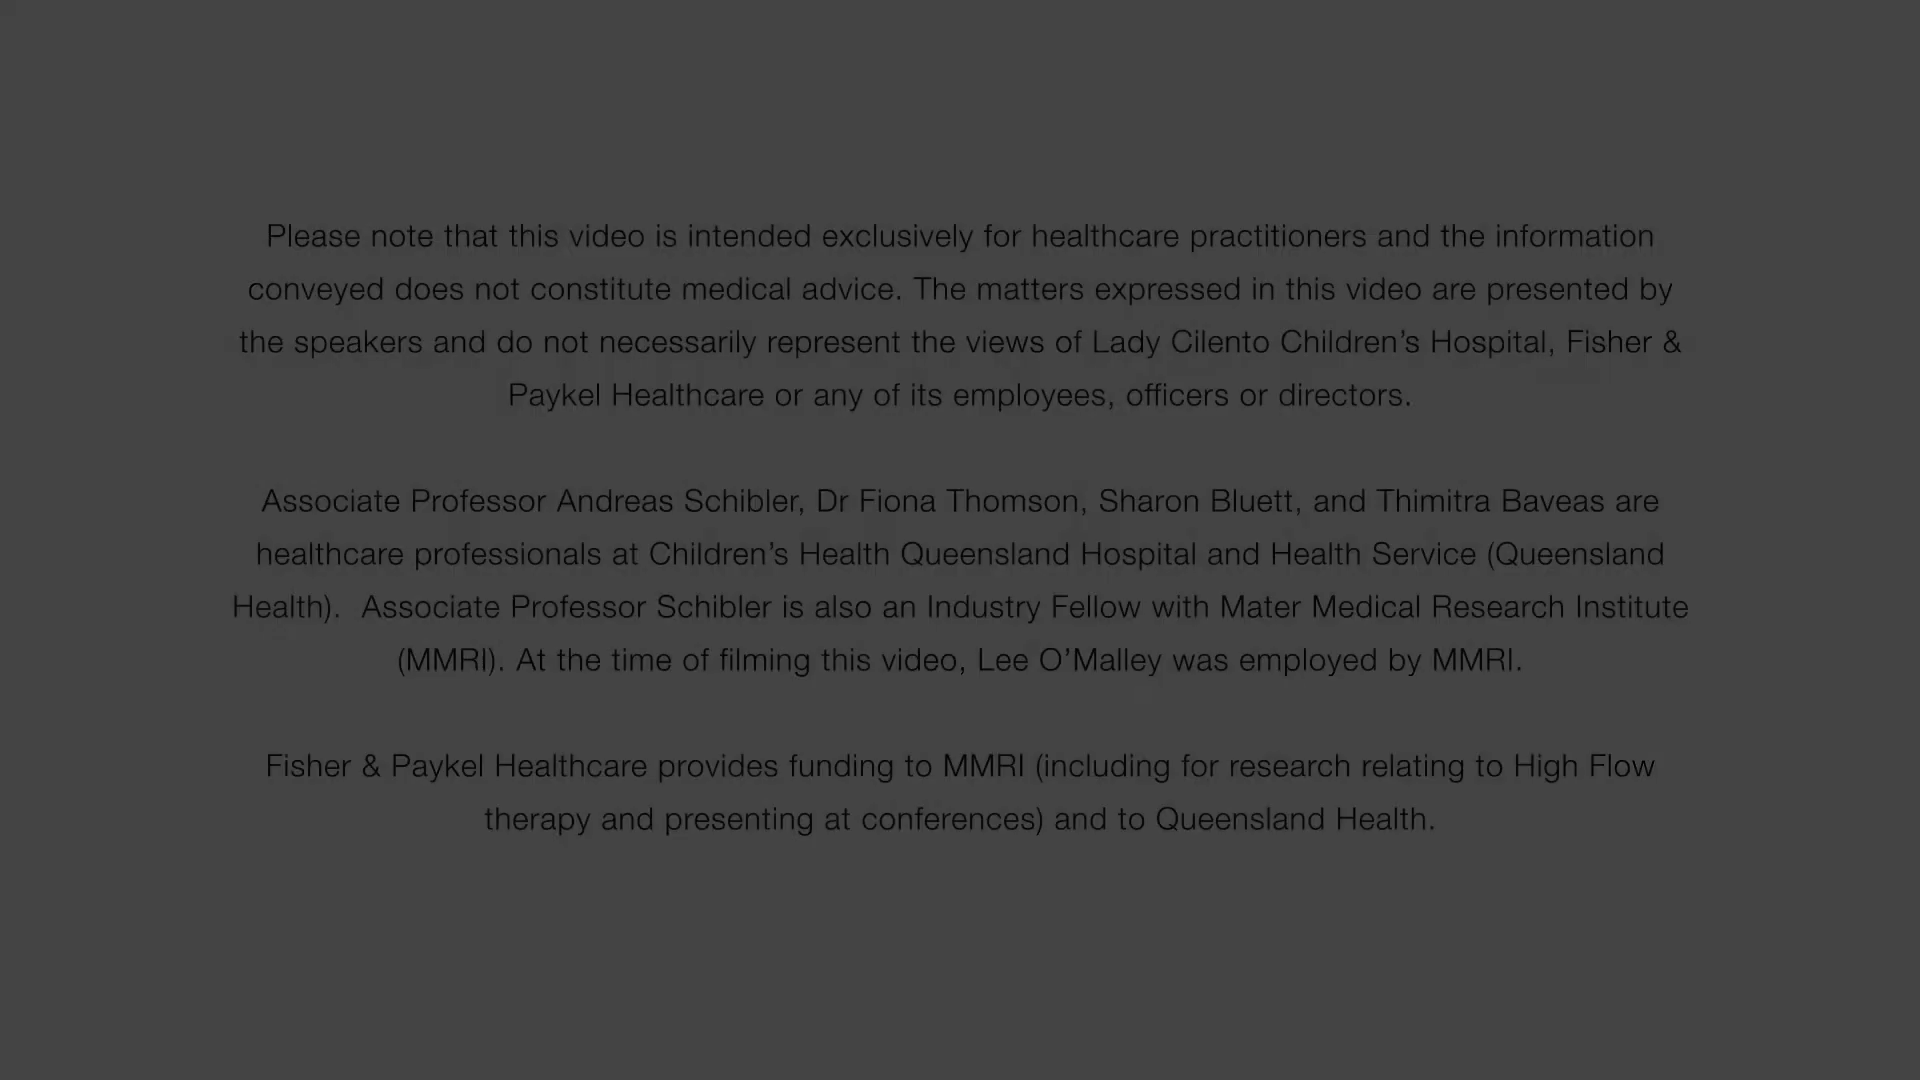 Please note that this video is intended exclusively for healthcare practitioners and the information
conveyed does not constitute medical advice. The matters expressed in this video are presented by
the speakers and do not necessarily represent the views of Lady Cilento Children’s Hospital, Fisher &
Paykel Healthcare or any of its employees, officers or directors.
Associate Professor Andreas Schibler, Dr Fiona Thomson, Sharon Bluett, and Thimitra Baveas are
healthcare professionals at Children’s Health Queensland Hospital and Health Service (Queensland
Health).  Associate Professor Schibler is also an Industry Fellow with Mater Medical Research Institute
(MMRI). At the time of filming this video, Lee O’Malley was employed by MMRI.
Fisher & Paykel Healthcare provides funding to MMRI (including for research relating to High Flow
therapy and presenting at conferences) and to Queensland Health.